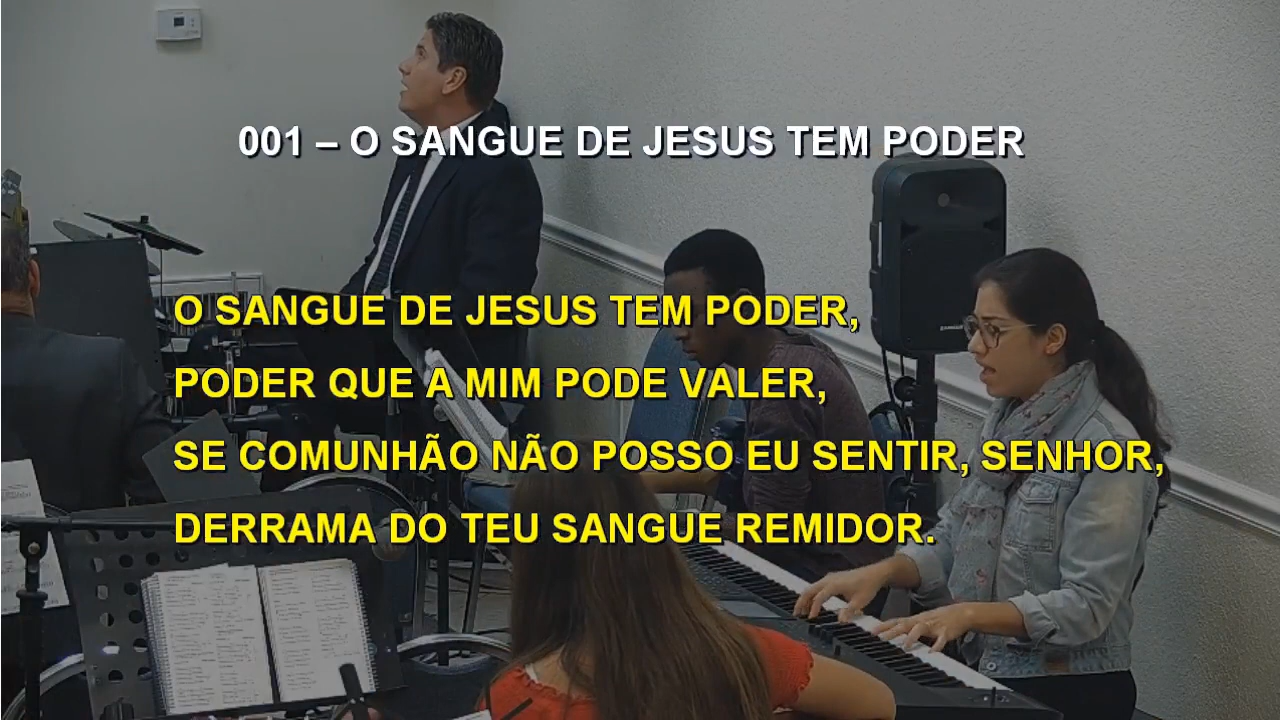 001 – O SANGUE DE JESUS TEM PODER
O SANGUE DE JESUS TEM PODER,
PODER QUE A MIM PODE VALER,
SE COMUNHÃO NÃO POSSO EU SENTIR, SENHOR,
DERRAMA DO TEU SANGUE REMIDOR.